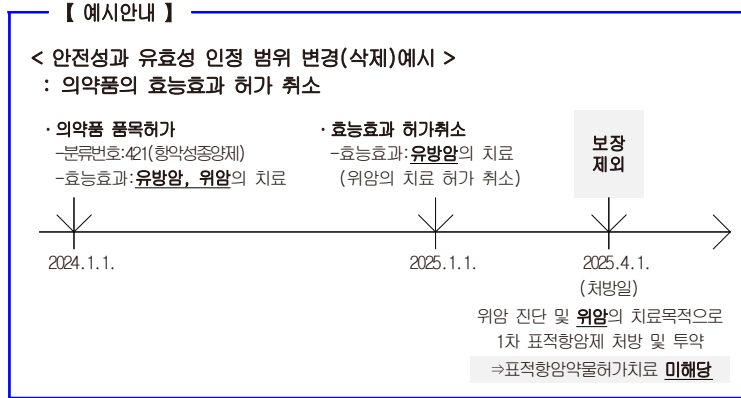 【 예시안내 】
< 안전성과 유효성 인정 범위 변경(삭제)예시 >
: 의약품의 효능효과 허가 취소
· 의약품 품목허가
-분류번호:421(항악성종양제)
-효능효과:유방암, 위암의 치료
· 효능효과 허가취소
-효능효과:유방암의 치료
(위암의 치료 허가 취소)
보장
제외
2024.1.1.
2025.1.1.
2025.4.1.
(처방일)
위암 진단 및 위암의 치료목적으로
1차 표적항암제 처방 및 투약
⇒표적항암약물허가치료 미해당